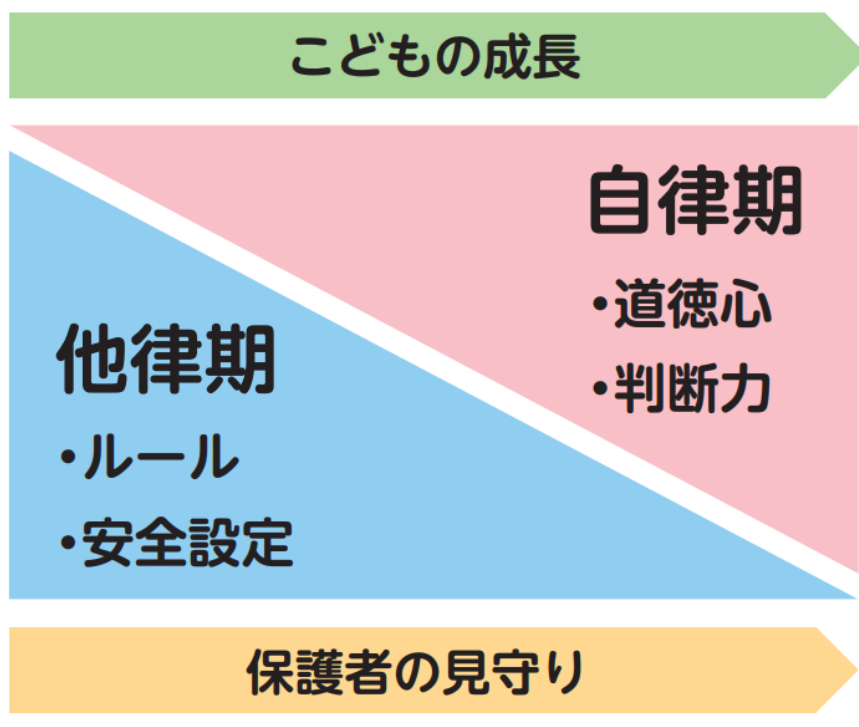 こどもの成長
自律期
・道徳心
・判断力
他律期
・ルール
・安全設定
保護者の見守り